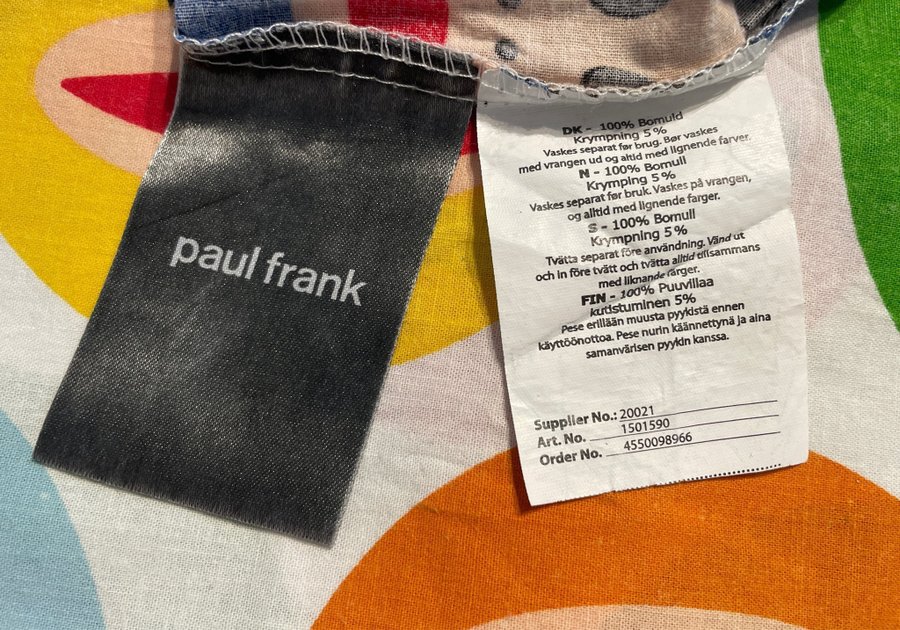 paul frank
DK - 100% Bomuld
Krympning 5%
Vaskes separat før brug. Bør vaskes
med vrangen ud og altid med lignende farver.
N - 100% Bomull
Krymping 5%
Vaskes separat før bruk. Vaskes på vrangen,
og alltid med lignende farger.
S - 100% Bomull
Krympning 5%
Tvätta separat före användning. Vänd ut
och in före tvätt och tvätta alltid tillsammans
med liknande färger.
FIN - 100% Puuvillaa
kutistuminen 5%
Pese erillään muusta pyykistä ennen
käyttöönottoa. Pese nurin käännettynä ja aina
samanvärisen pyykin kanssa.
Supplier No.: 20021
Art. No. 1501590
Order No. 4550098966